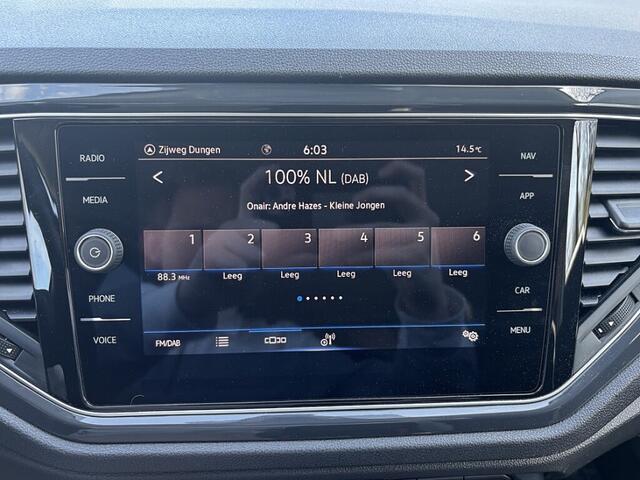 RADIO
MEDIA
PHONE
VOICE
Zijweg Dungen
6:03
14.5°C
< 100% NL (DAB) >
Onair: Andre Hazes - Kleine Jongen
1 2 3 4 5 6
88.3 MHz Leeg Leeg Leeg Leeg Leeg
FM/DAB
NAV
APP
CAR
MENU